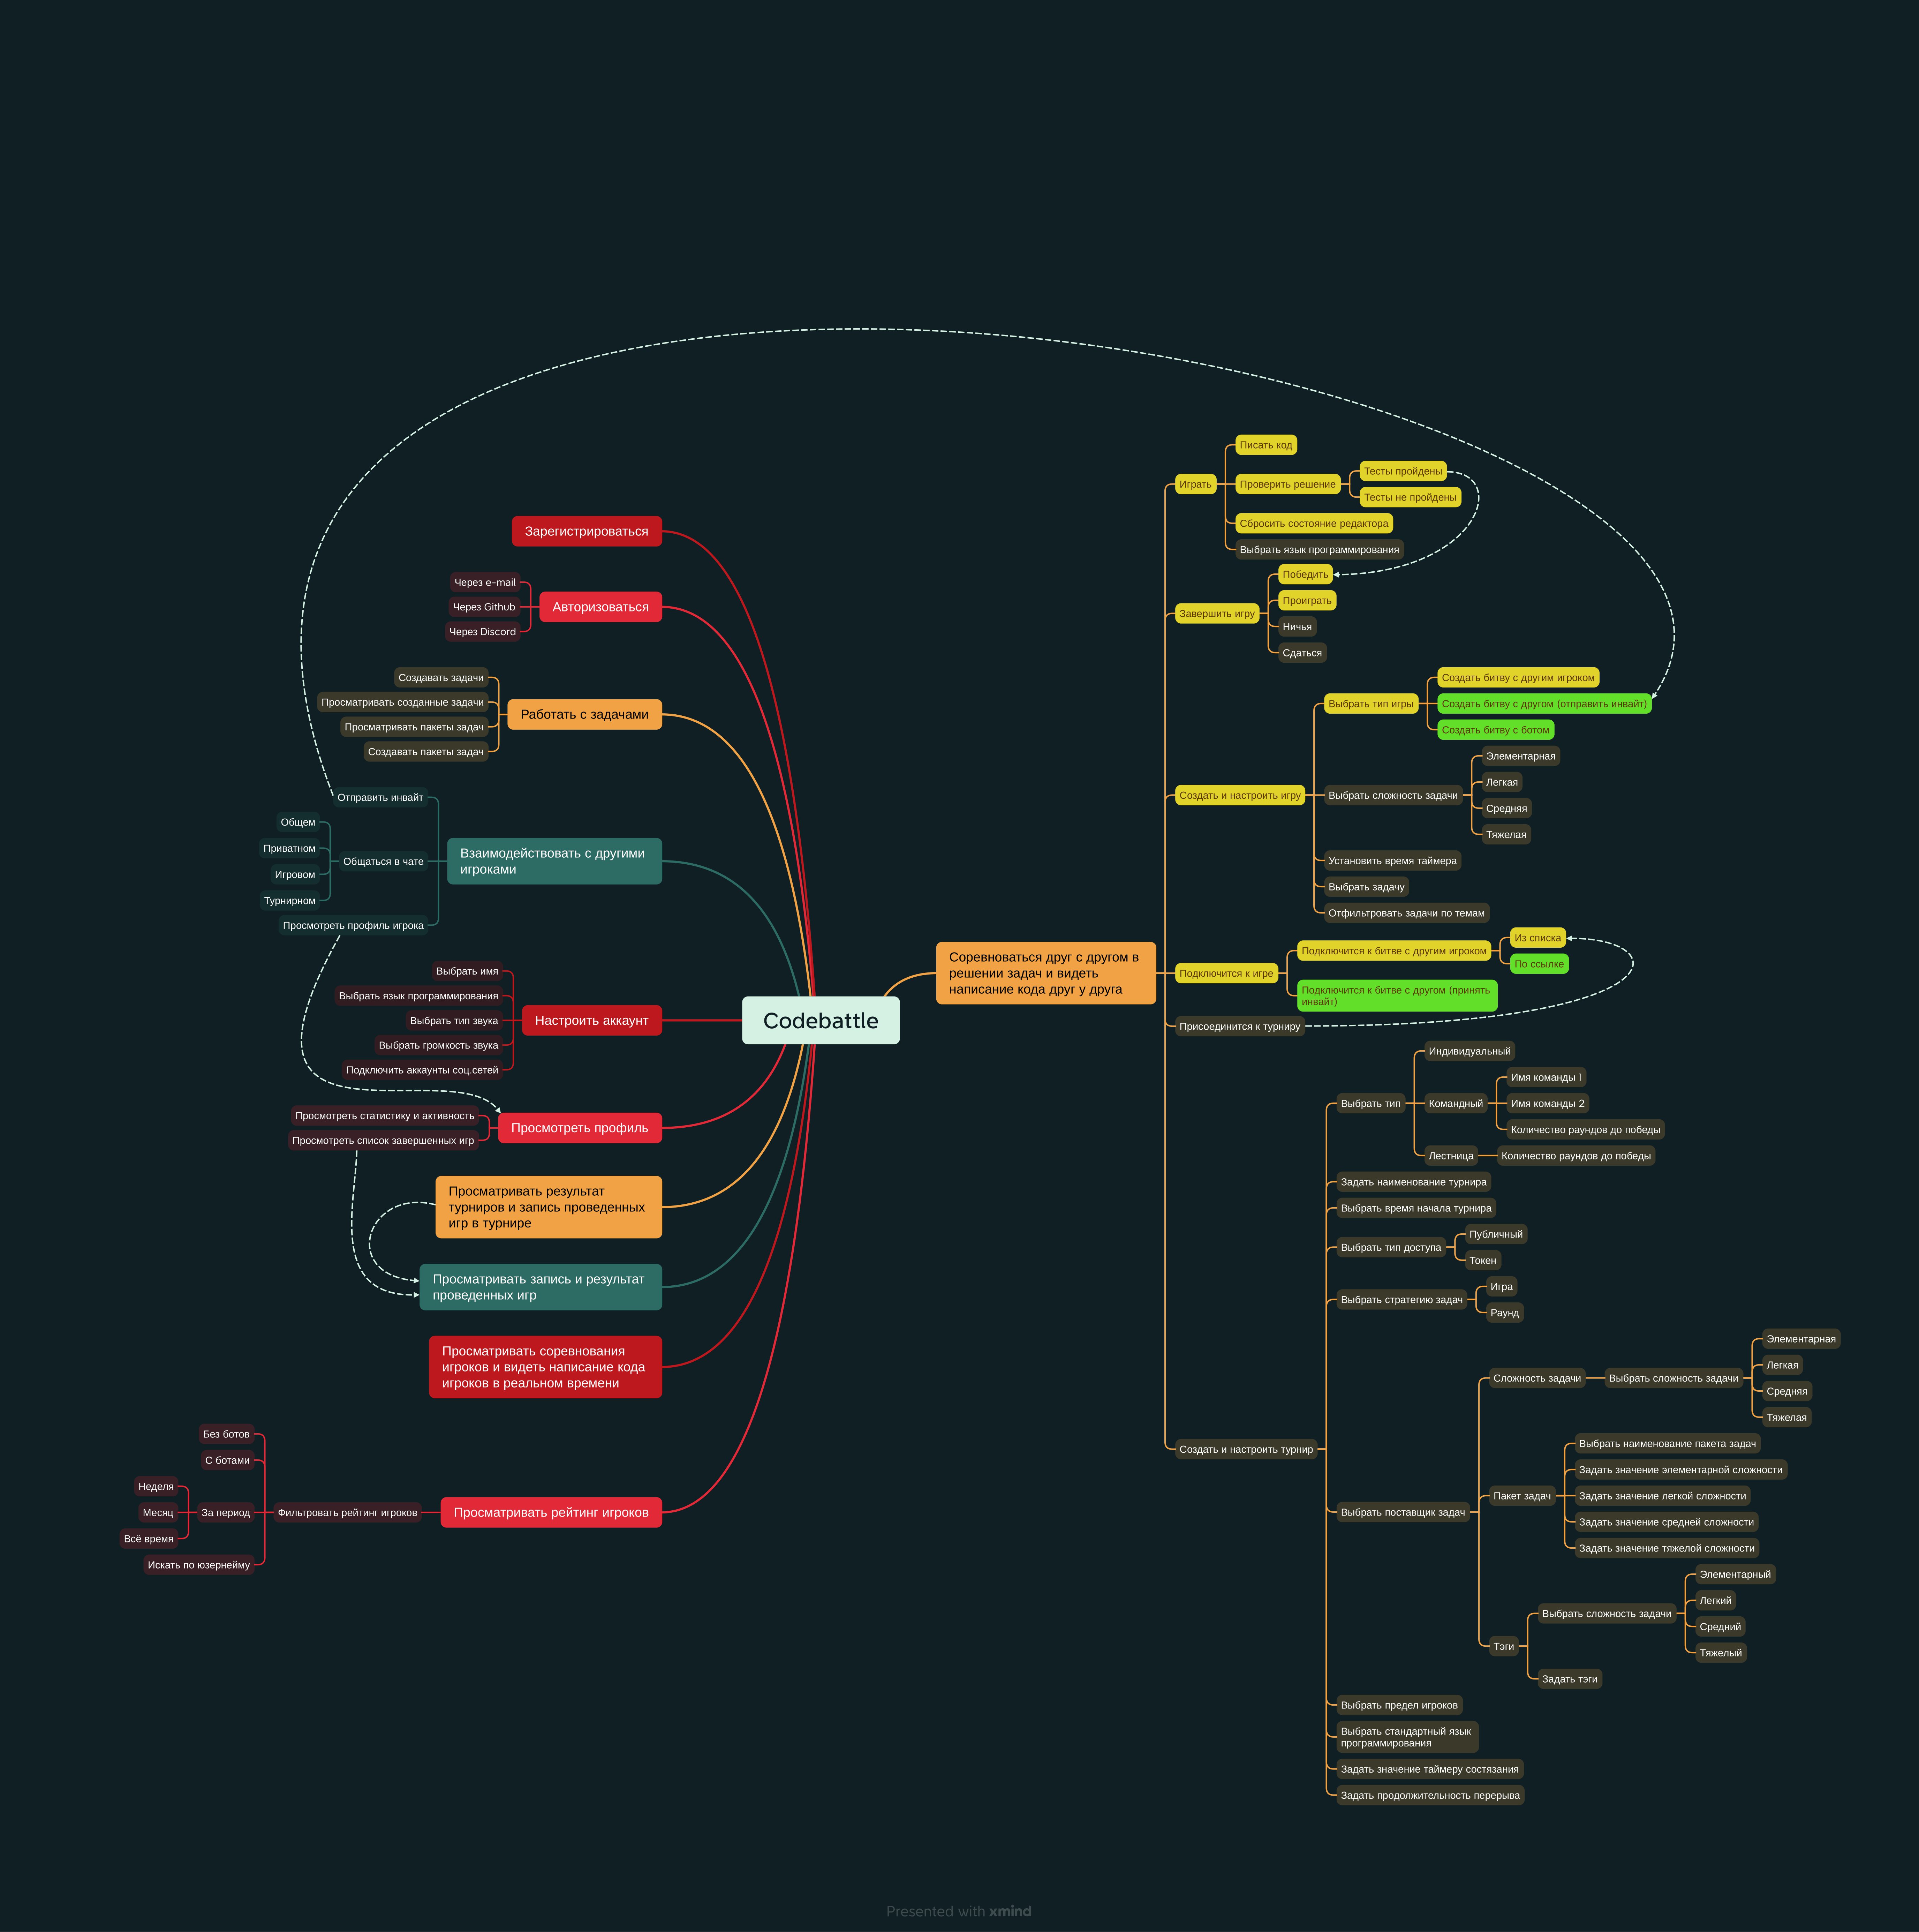 Codebattle
Зарегистрироваться
Авторизоваться
Через e-mail
Через Github
Через Discord
Работать с задачами
Создавать задачи
Просматривать созданные задачи
Просматривать пакеты задач
Создавать пакеты задач
Взаимодействовать с другими
игроками
Отправить инвайт
Общаться в чате
Общем
Приватном
Игровом
Турнирном
Просмотреть профиль игрока
Настроить аккаунт
Выбрать имя
Выбрать язык программирования
Выбрать тип звука
Выбрать громкость звука
Подключить аккаунты соц.сетей
Просмотреть профиль
Просмотреть статистику и активность
Просмотреть список завершенных игр
Просматривать результат
турниров и запись проведенных
игр в турнире
Просматривать запись и результат
проведенных игр
Просматривать соревнования
игроков и видеть написание кода
игроков в реальном времени
Просматривать рейтинг игроков
Фильтровать рейтинг игроков
Без ботов
С ботами
За период
Неделя
Месяц
Всё время
Искать по юзернейму
Соревноваться друг с другом в
решении задач и видеть
написание кода друг у друга
Играть
Писать код
Проверить решение
Тесты пройдены
Тесты не пройдены
Сбросить состояние редактора
Выбрать язык программирования
Завершить игру
Победить
Проиграть
Ничья
Сдаться
Создать и настроить игру
Выбрать тип игры
Создать битву с другим игроком
Создать битву с другом (отправить инвайт)
Создать битву с ботом
Выбрать сложность задачи
Элементарная
Легкая
Средняя
Тяжелая
Установить время таймера
Выбрать задачу
Отфильтровать задачи по темам
Подключится к игре
Подключится к битве с другим игроком
Из списка
По ссылке
Подключится к битве с другом (принять
инвайт)
Присоединится к турниру
Создать и настроить турнир
Выбрать тип
Индивидуальный
Командный
Имя команды 1
Имя команды 2
Количество раундов до победы
Лестница
Количество раундов до победы
Задать наименование турнира
Выбрать время начала турнира
Выбрать тип доступа
Публичный
Токен
Выбрать стратегию задач
Игра
Раунд
Выбрать поставщик задач
Сложность задачи
Выбрать сложность задачи
Элементарная
Легкая
Средняя
Тяжелая
Пакет задач
Выбрать наименование пакета задач
Задать значение элементарной сложности
Задать значение легкой сложности
Задать значение средней сложности
Задать значение тяжелой сложности
Тэги
Выбрать сложность задачи
Элементарный
Легкий
Средний
Тяжелый
Задать тэги
Выбрать предел игроков
Выбрать стандартный язык
программирования
Задать значение таймеру состязания
Задать продолжительность перерыва
Presented with xmind